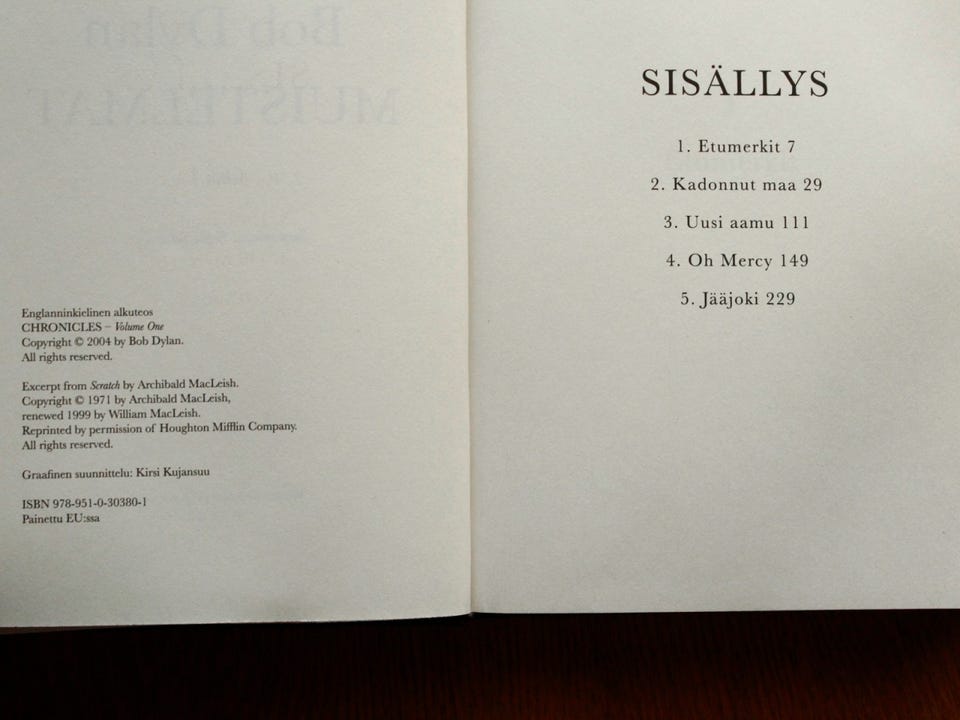 Englanninkielinen alkuteos
CHRONICLES – Volume One
Copyright © 2004 by Bob Dylan.
All rights reserved.
Excerpt from Scratch by Archibald MacLeish.
Copyright © 1971 by Archibald MacLeish,
renewed 1999 by William MacLeish.
Reprinted by permission of Houghton Mifflin Company.
All rights reserved.
Graafinen suunnittelu: Kirsi Kujansuu
ISBN 978-951-0-30380-1
Painettu EU:ssa
SISÄLLYS
1. Etumerkit 7
2. Kadonnut maa 29
3. Uusi aamu 111
4. Oh Mercy 149
5. Jääjoki 229